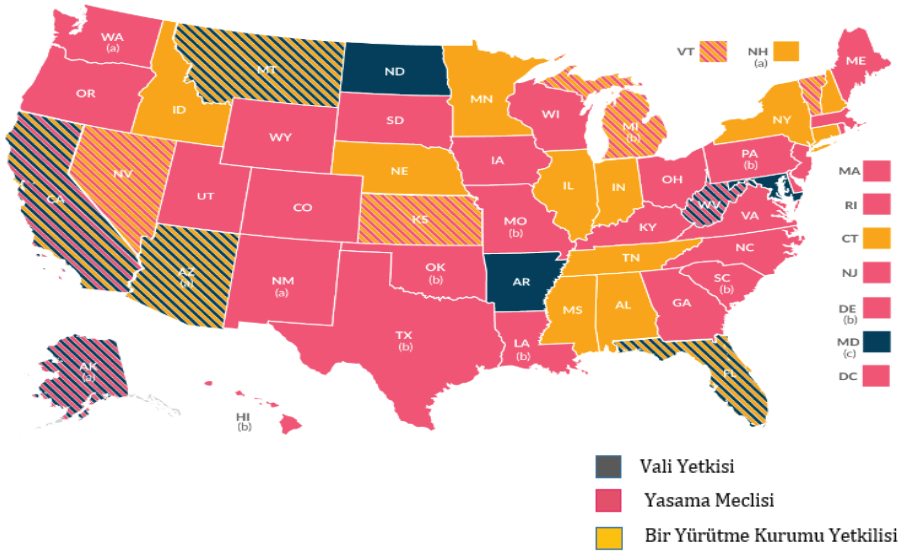 WA
(a)
OR
ID
MT
ND
MN
SD
WY
NV
CA
UT
CO
NE
KS
IA
WI
MI
(b)
IL
IN
OH
PA
(b)
NY
ME
VT
NH
(a)
WV
VA
KY
MO
(b)
AZ
(a)
NM
(a)
OK
(b)
AR
TN
NC
SC
(b)
MS
AL
GA
TX
(b)
LA
(b)
FL
AK
(a)
HI
(b)
MA
RI
CT
NJ
DE
(b)
MD
(c)
DC
Vali Yetkisi
Yasama Meclisi
Bir Yürütme Kurumu Yetkilisi